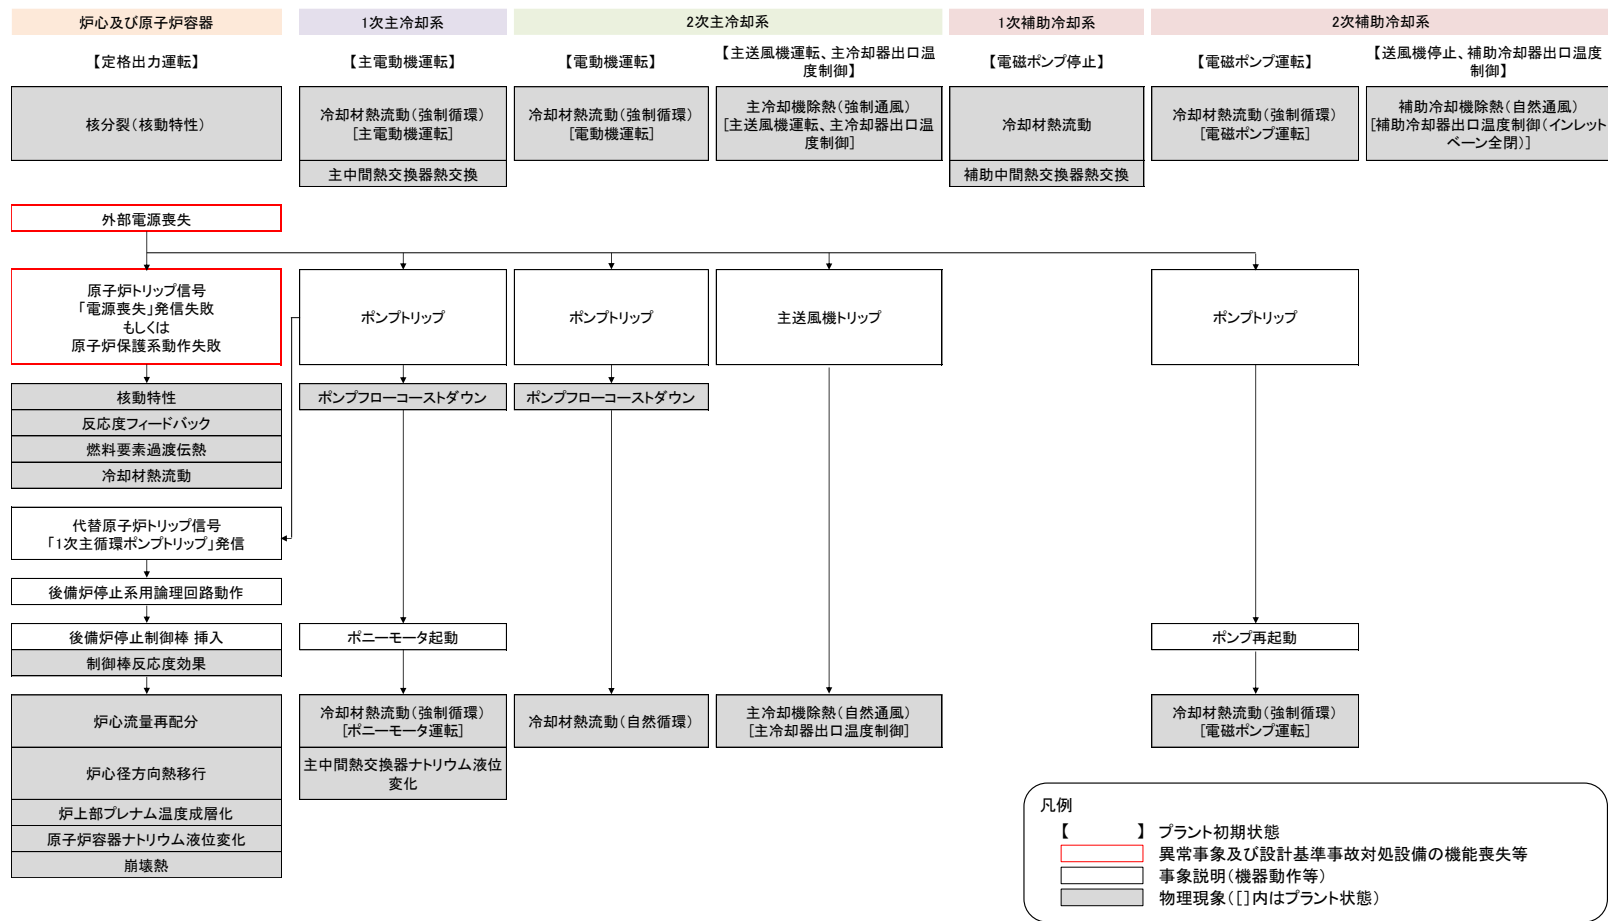 炉心及び原子炉容器
1次主冷却系
2次主冷却系
1次補助冷却系
2次補助冷却系
【定格出力運転】
【主電動機運転】
【電動機運転】
【主送風機運転、主冷却器出口温
度制御】
【電磁ポンプ停止】
【電磁ポンプ運転】
【送風機停止、補助冷却器出口温度
制御】
核分裂(核動特性)
冷却材熱流動(強制循環)
[主電動機運転]
冷却材熱流動(強制循環)
[電動機運転]
主冷却機除熱(強制通風)
[主送風機運転、主冷却器出口温
度制御]
冷却材熱流動
冷却材熱流動(強制循環)
[電磁ポンプ運転]
補助冷却機除熱(自然通風)
[補助冷却器出口温度制御(インレット
ベーン全閉)]
主中間熱交換器熱交換
補助中間熱交換器熱交換
外部電源喪失
原子炉トリップ信号
「電源喪失」発信失敗
もしくは
原子炉保護系動作失敗
ポンプトリップ
ポンプトリップ
主送風機トリップ
ポンプトリップ
核動特性
反応度フィードバック
燃料要素過渡伝熱
冷却材熱流動
ポンプフローコーストダウン
ポンプフローコーストダウン
代替原子炉トリップ信号
「1次主循環ポンプトリップ」発信
後備炉停止系用論理回路動作
後備炉停止制御棒 挿入
制御棒反応度効果
ポニーモータ起動
ポンプ再起動
炉心流量再配分
炉心径方向熱移行
炉上部プレナム温度成層化
原子炉容器ナトリウム液位変化
崩壊熱
冷却材熱流動(強制循環)
[ポニーモータ運転]
主中間熱交換器ナトリウム液位
変化
冷却材熱流動(自然循環)
主冷却機除熱(自然通風)
[主冷却器出口温度制御]
冷却材熱流動(強制循環)
[電磁ポンプ運転]
凡例
【 】 プラント初期状態
異常事象及び設計基準事故対処設備の機能喪失等
事象説明(機器動作等)
物理現象([]内はプラント状態)